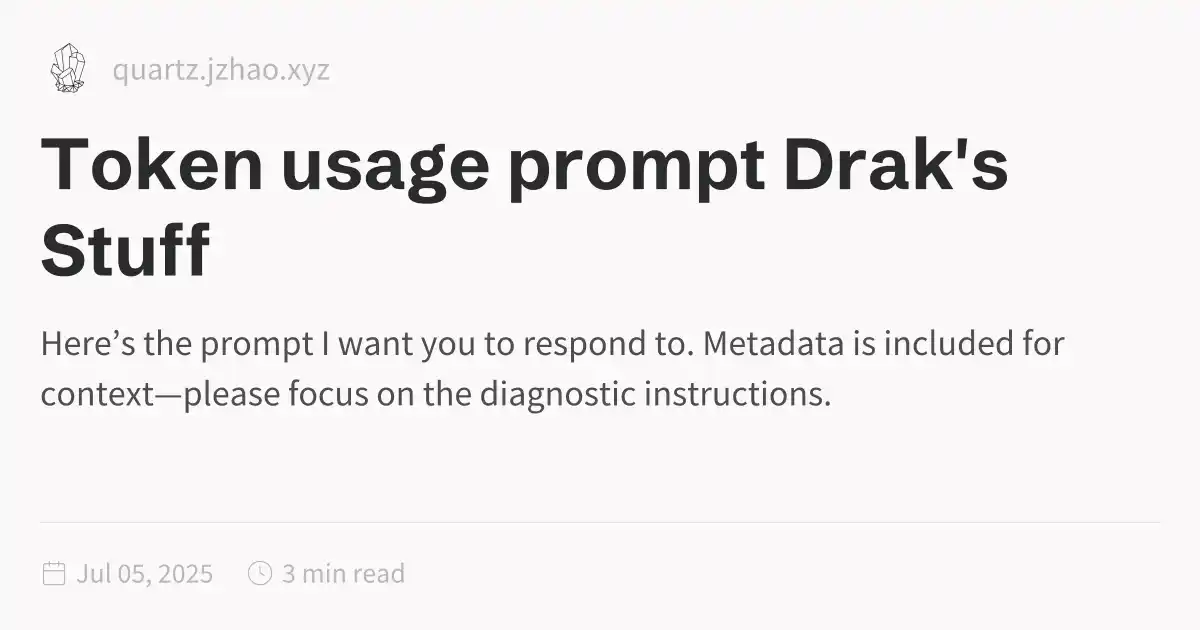 quartz.jzhao.xyz
Token usage prompt Drak's
Stuff
Here’s the prompt I want you to respond to. Metadata is included for
context—please focus on the diagnostic instructions.
Jul 05, 2025 3 min read